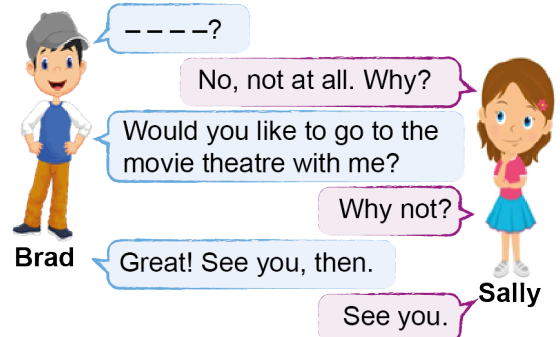 – – – –?
No, not at all. Why?
Would you like to go to the
movie theatre with me?
Why not?
Brad
Great! See you, then.
Sally
See you.